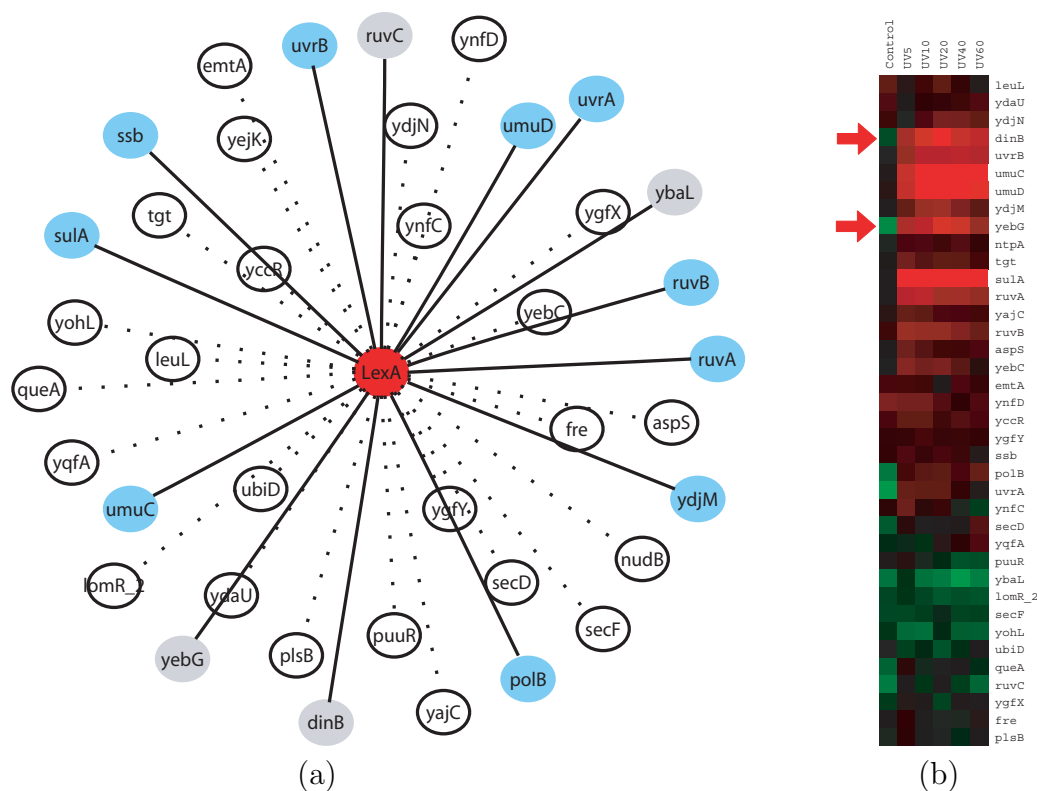 ynfD
ruvC
uvrB
emtA
uvrA
ydjN
umuD
ssb
yejK
ybaL
tgt
ygfX
ynfC
sulA
yccR
ruvB
yebC
yohL
leuL
ruvA
LexA
queA
aspS
fre
yqfA
ubiD
umuC
ydjM
ygfY
nudB
lomR_2
secD
ydaU
secF
puuR
plsB
yebG
polB
yajC
dinB
(a)
Control
UV5
UV10
UV20
UV40
UV60
leuL
ydaU
ydjN
dinB
uvrB
umuC
umuD
ydjM
yebG
ntpA
tgt
sulA
ruvA
yajC
ruvB
aspS
yebC
emtA
ynfD
yccR
ygfY
ssb
polB
uvrA
ynfC
secD
yqfA
puuR
ybaL
lomR_2
secF
yohL
ubiD
queA
ruvC
ygfX
fre
plsB
(b)